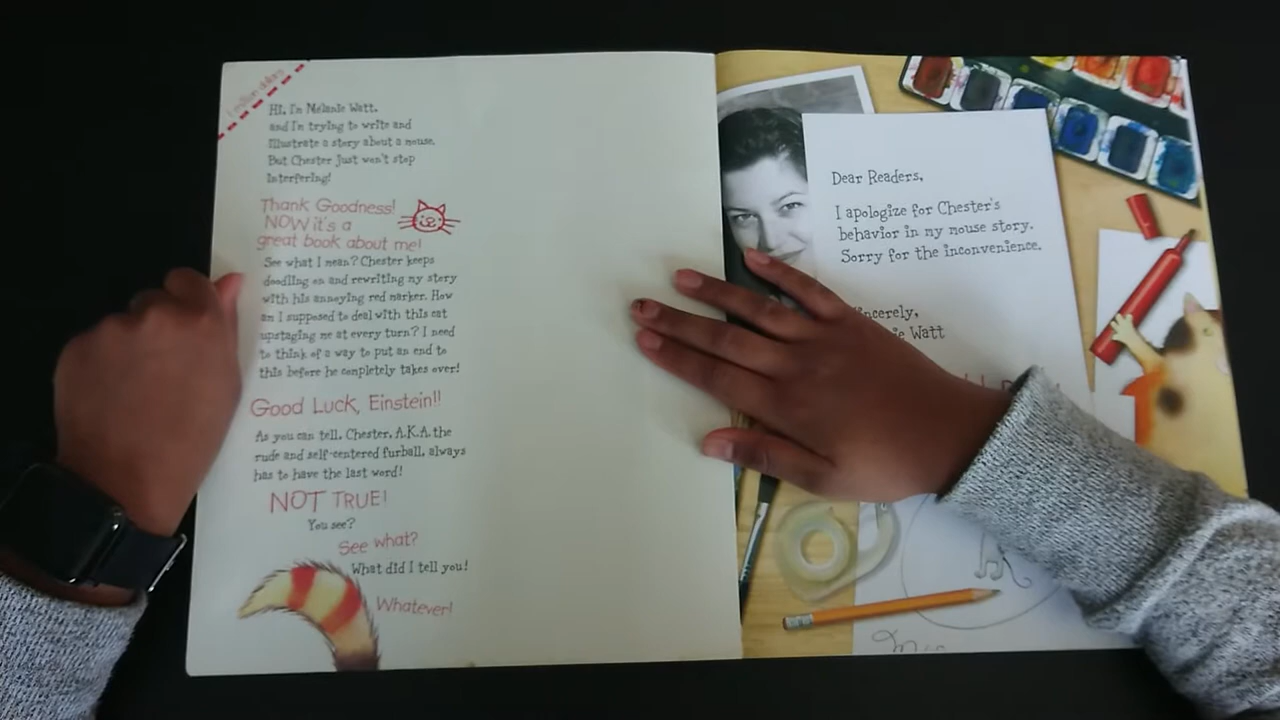 1 million dollars
Hi, I'm Melanie Watt,
and I'm trying to write and
illustrate a story about a mouse.
But Chester just won't stop
interfering!
Thank Goodness!
NOW it's a
great book about me!
See what I mean? Chester keeps
doodling on and rewriting my story
with his annoying red marker. How
am I supposed to deal with this cat
upstaging me at every turn? I need
to think of a way to put an end to
this before he completely takes over!
Good Luck, Einstein!!
As you can tell, Chester, A.K.A. the
rude and self-centered furball, always
has to have the last word!
NOT TRUE!
You see?
See what?
What did I tell you!
Whatever!
Dear Readers,
I apologize for Chester's
behavior in my mouse story.
Sorry for the inconvenience.
Watt